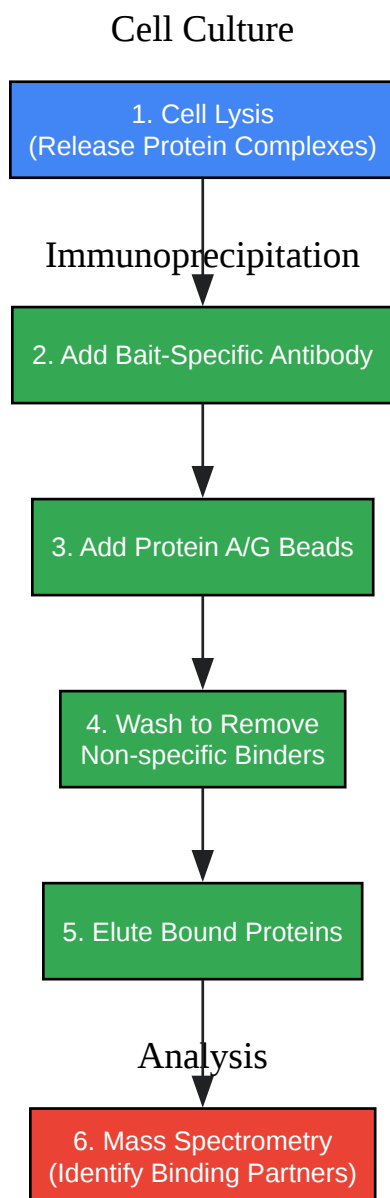 Cell Culture
1. Cell Lysis
(Release Protein Complexes)
Immunoprecipitation
2. Add Bait-Specific Antibody
3. Add Protein A/G Beads
4. Wash to Remove
Non-specific Binders
5. Elute Bound Proteins
Analysis
6. Mass Spectrometry
(Identify Binding Partners)